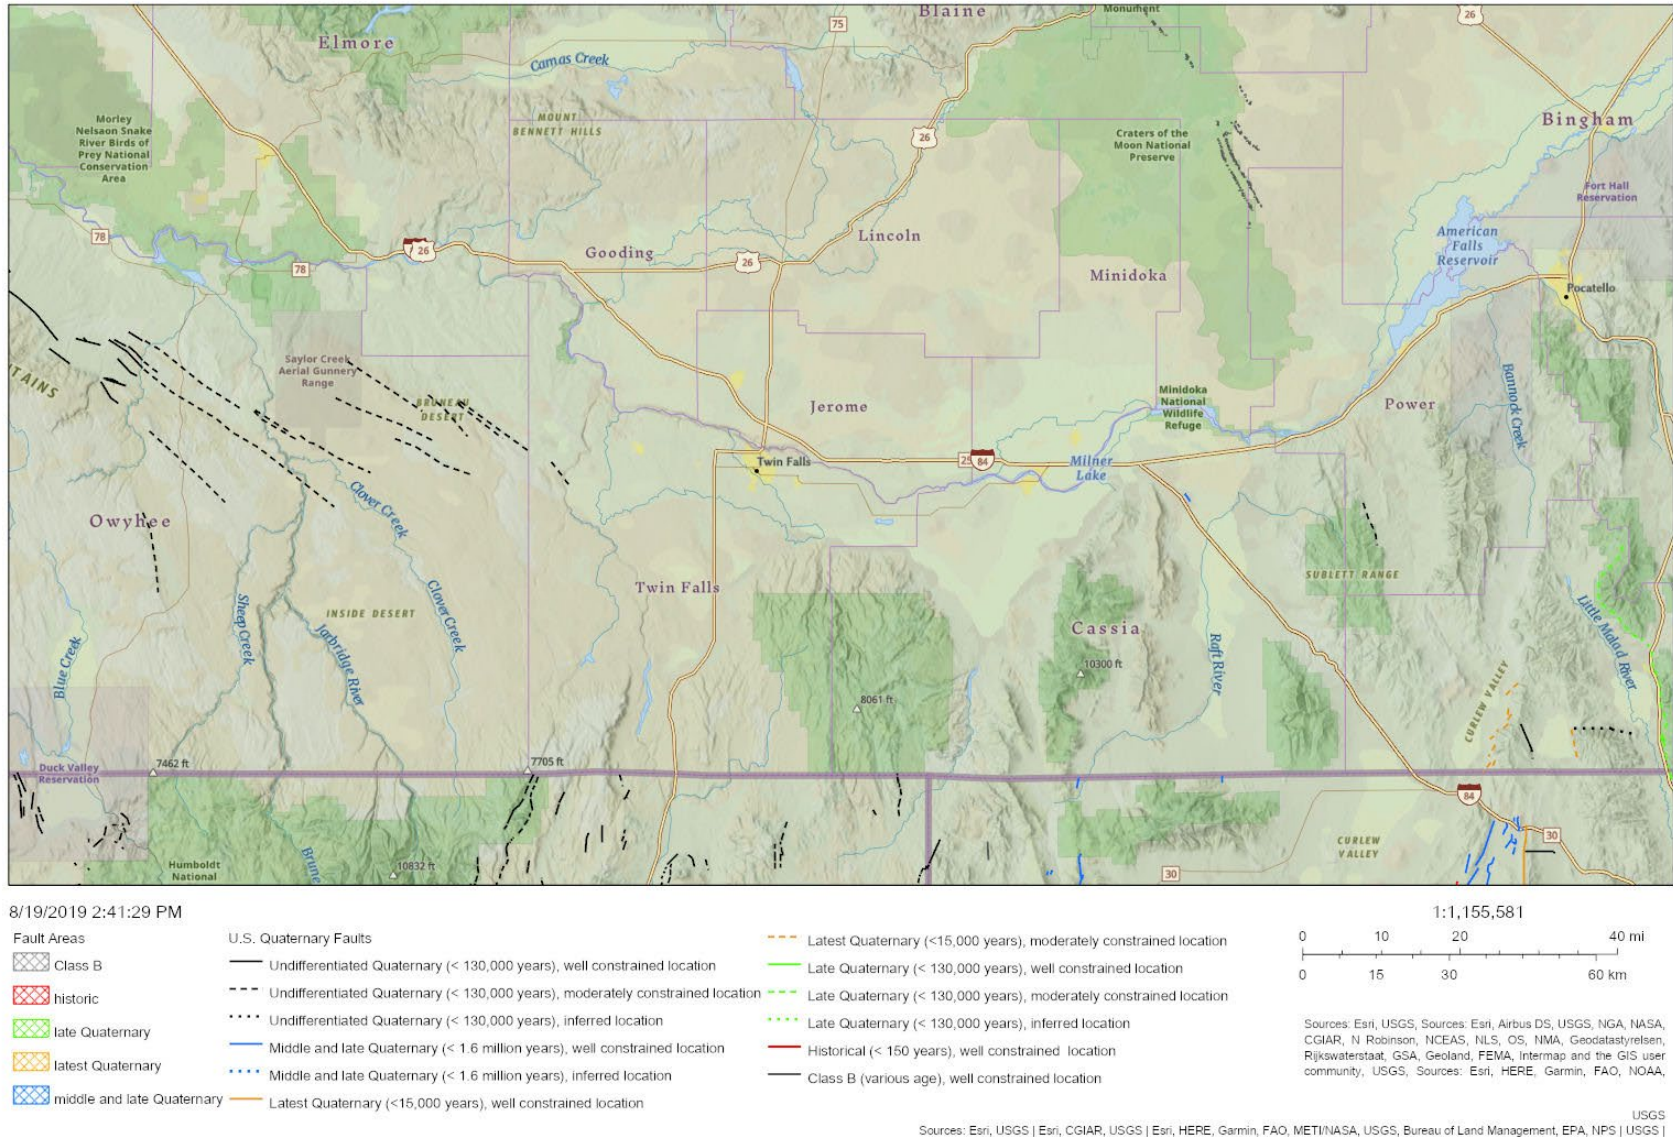 Elmore
Blaine
Monument
75
26
Camas Creek
MOUNT
BENNETT HILLS
Morley
Nelsaon Snake
River Birds of
Prey National
Conservation
Area
26
Craters of the
Moon National
Preserve
Bingham
Fort Hall
Reservation
78
78
26
Gooding
26
Lincoln
Minidoka
American
Falls
Reservoir
Pocatello
TAINS
Saylor Creek
Aerial Gunnery
Range
BRUNEAU
DESERT
Jerome
Minidoka
National
Wildlife
Refuge
Power
Bannock Creek
Twin Falls
25
84
Milner
Lake
Owyhee
Clover Creek
Twin Falls
SUBLETT RANGE
INSIDE DESERT
Sheep Creek
Jarbridge River
Clover Creek
Blue Creek
Cassia
10300 ft
Raft River
Little Malad River
8061 ft
CURLEW VALLEY
Duck Valley
Reservation
7462 ft
7705 ft
84
30
CURLEW
VALLEY
Humboldt
National
Brune
10832 ft
30
8/19/2019 2:41:29 PM
Fault Areas
Class B
historic
late Quaternary
latest Quaternary
middle and late Quaternary
U.S. Quaternary Faults
Undifferentiated Quaternary (< 130,000 years), well constrained location
Undifferentiated Quaternary (< 130,000 years), moderately constrained location
Undifferentiated Quaternary (< 130,000 years), inferred location
Middle and late Quaternary (< 1.6 million years), well constrained location
Middle and late Quaternary (< 1.6 million years), inferred location
Latest Quaternary (<15,000 years), well constrained location
Latest Quaternary (<15,000 years), moderately constrained location
Late Quaternary (< 130,000 years), well constrained location
Late Quaternary (< 130,000 years), moderately constrained location
Late Quaternary (< 130,000 years), inferred location
Historical (< 150 years), well constrained location
Class B (various age), well constrained location
1:1,155,581
0 10 20 40 mi
0 15 30 60 km
Sources: Esri, USGS, Sources: Esri, Airbus DS, USGS, NGA, NASA,
CGIAR, N Robinson, NCEAS, NLS, OS, NMA, Geodatastyrelsen,
Rijkswaterstaat, GSA, Geoland, FEMA, Intermap and the GIS user
community, USGS, Sources: Esri, HERE, Garmin, FAO, NOAA,
USGS
Sources: Esri, USGS | Esri, CGIAR, USGS | Esri, HERE, Garmin, FAO, METI/NASA, USGS, Bureau of Land Management, EPA, NPS | USGS |